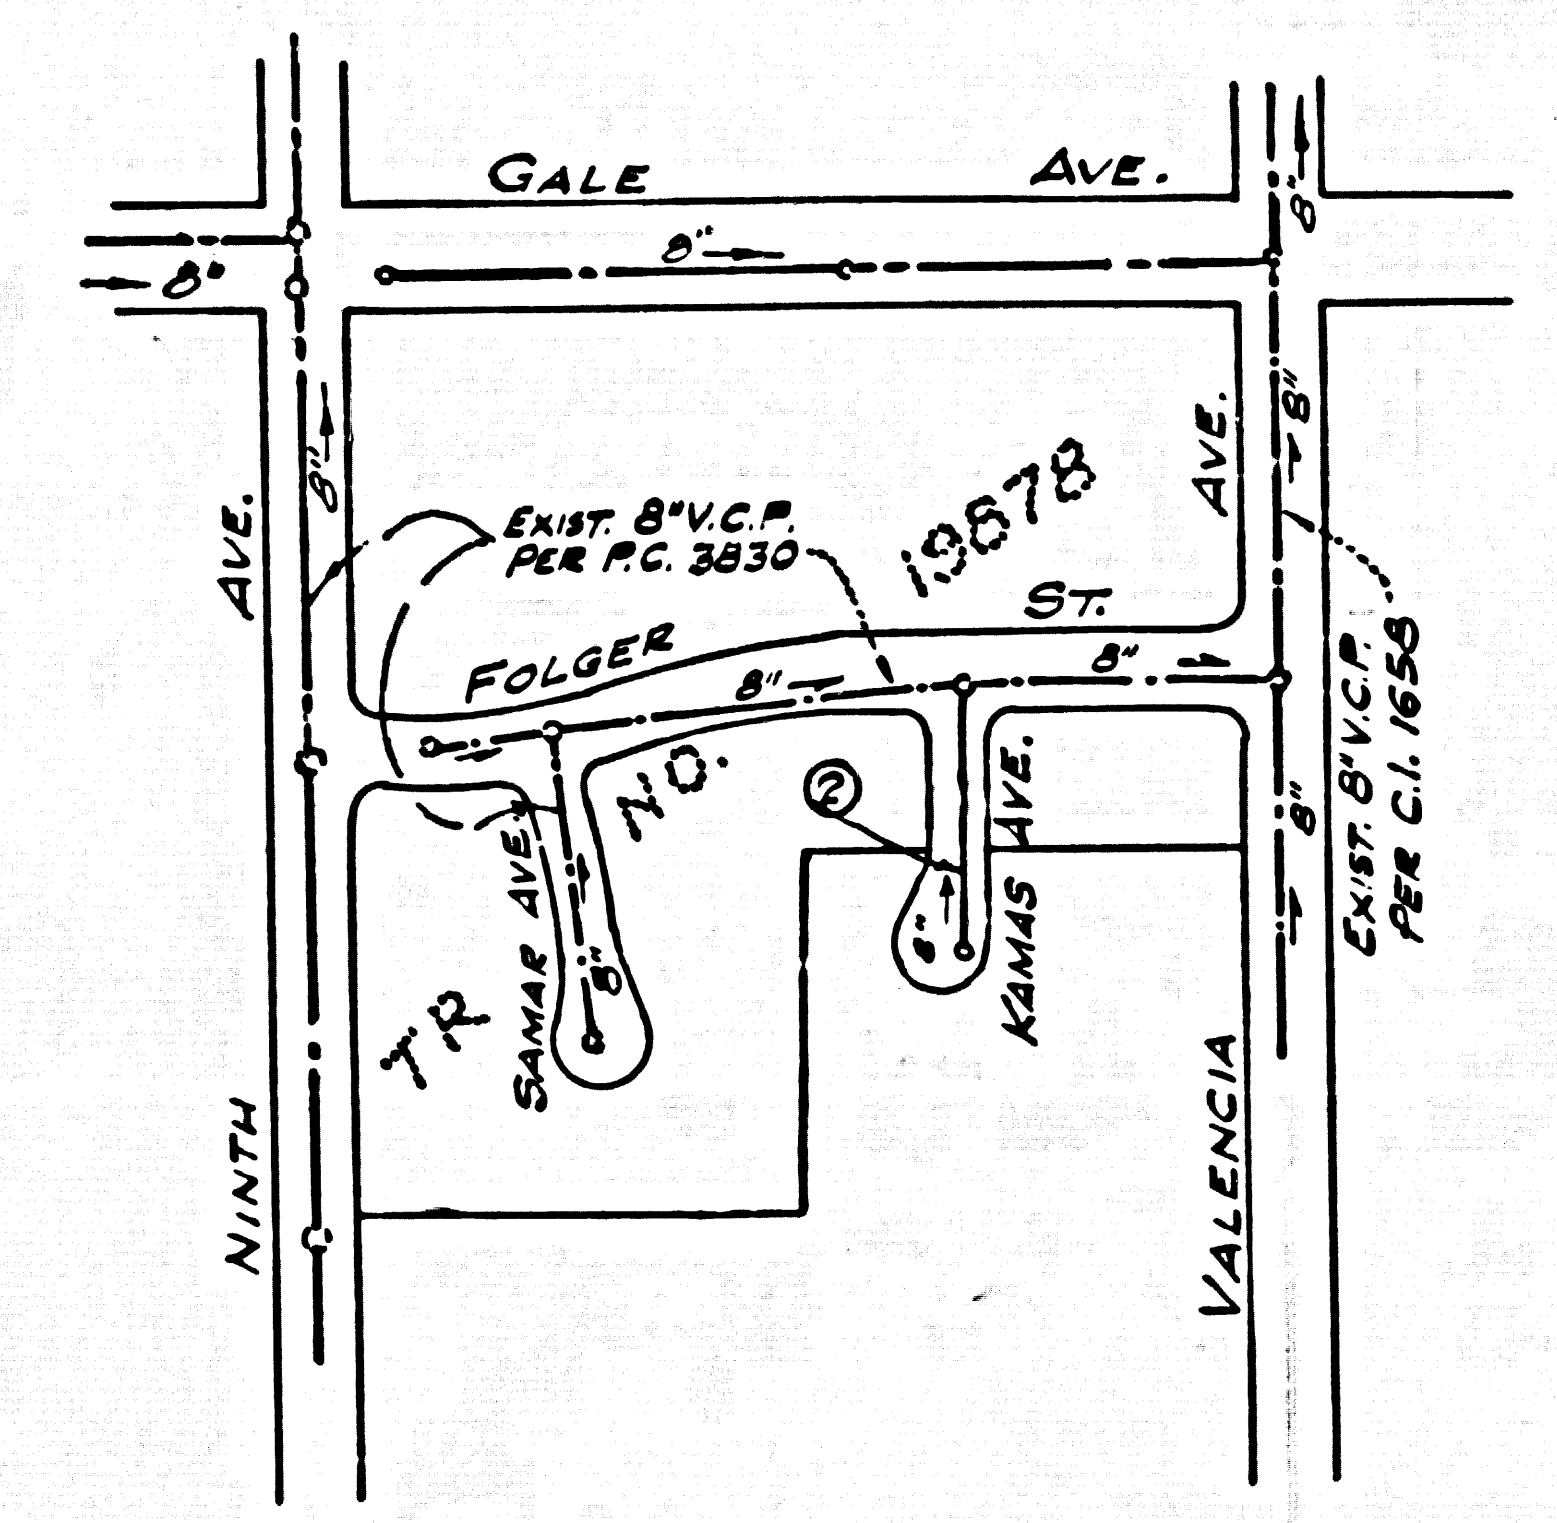 GALE AVE.
8"
8"
8"
8"
8"
AVE.
AVE.
EXIST. 8" V.C.P.
PER P.C. 3830
19678
FOLGER ST.
8"
8"
TR. NO.
2
8"
8"
8"
SAMAR AVE.
KAMAS AVE.
EXIST. 8" V.C.P.
PER C.I. 1658
NINTH
VALENCIA